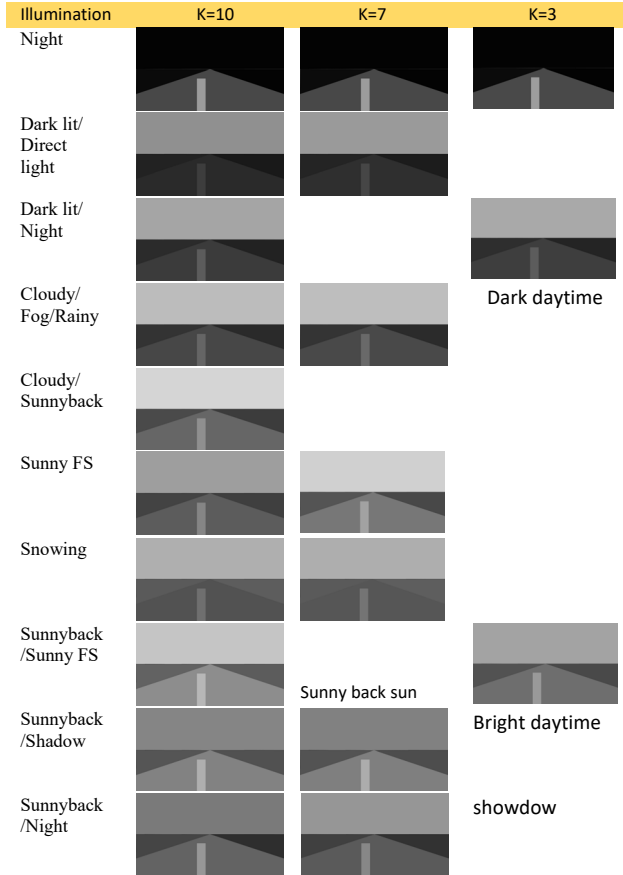 Illumination K=10 K=7 K=3
Night
Dark lit/
Direct
light
Dark lit/
Night
Cloudy/
Fog/Rainy
Dark daytime
Cloudy/
Sunnyback
Sunny FS
Snowing
Sunnyback
/Sunny FS
Sunny back sun
Sunnyback
/Shadow
Bright daytime
Sunnyback
/Night
showdow